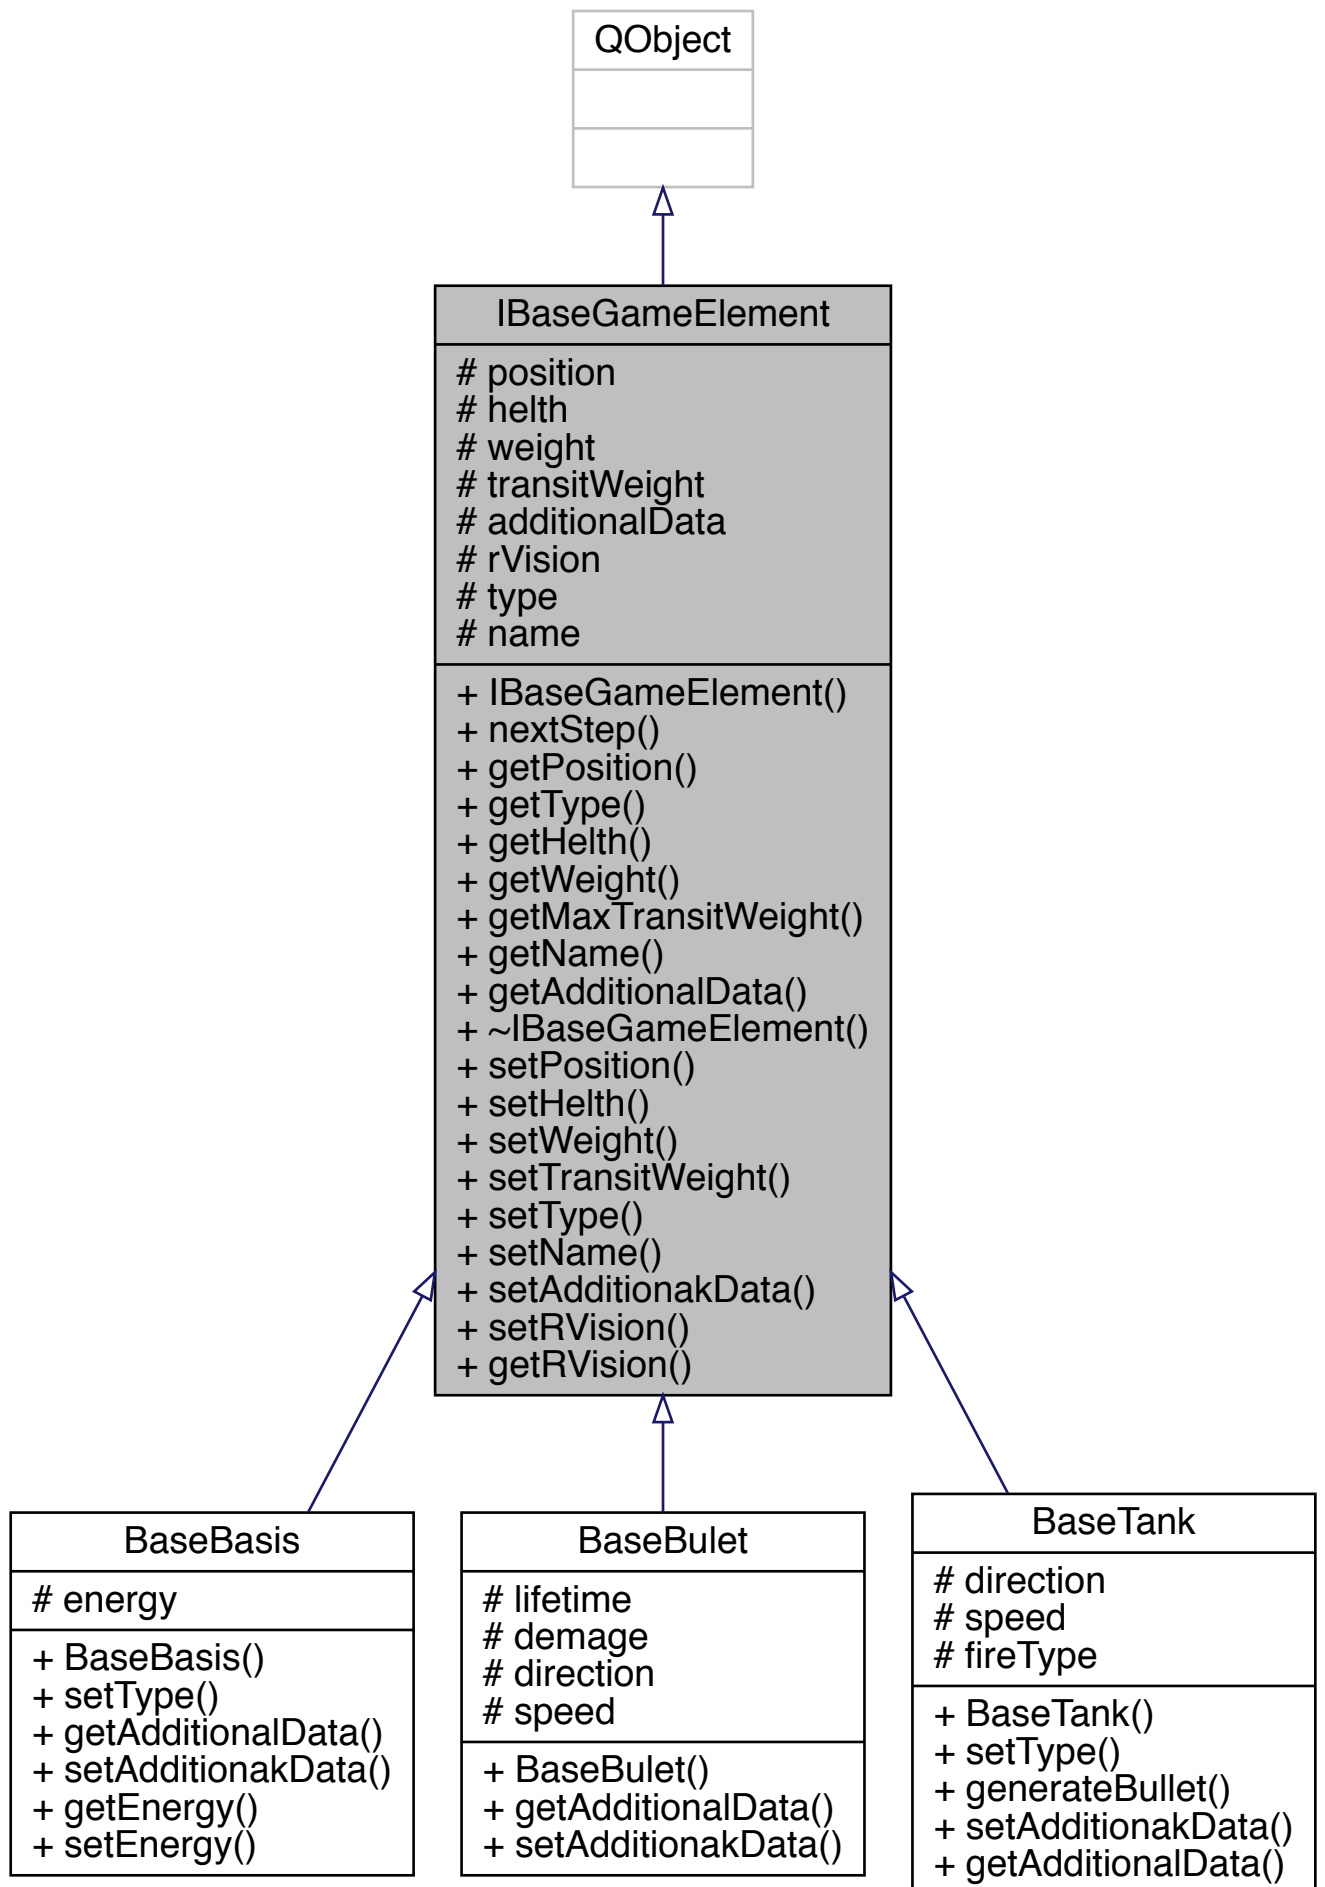 QObject
IBaseGameElement
# position
# helth
# weight
# transitWeight
# additionalData
# rVision
# type
# name
+ IBaseGameElement()
+ nextStep()
+ getPosition()
+ getType()
+ getHelth()
+ getWeight()
+ getMaxTransitWeight()
+ getName()
+ getAdditionalData()
+ ~IBaseGameElement()
+ setPosition()
+ setHelth()
+ setWeight()
+ setTransitWeight()
+ setType()
+ setName()
+ setAdditionakData()
+ setRVision()
+ getRVision()
BaseBasis
# energy
+ BaseBasis()
+ setType()
+ getAdditionalData()
+ setAdditionakData()
+ getEnergy()
+ setEnergy()
BaseBulet
# lifetime
# demage
# direction
# speed
+ BaseBulet()
+ getAdditionalData()
+ setAdditionakData()
BaseTank
# direction
# speed
# fireType
+ BaseTank()
+ setType()
+ generateBullet()
+ setAdditionakData()
+ getAdditionalData()